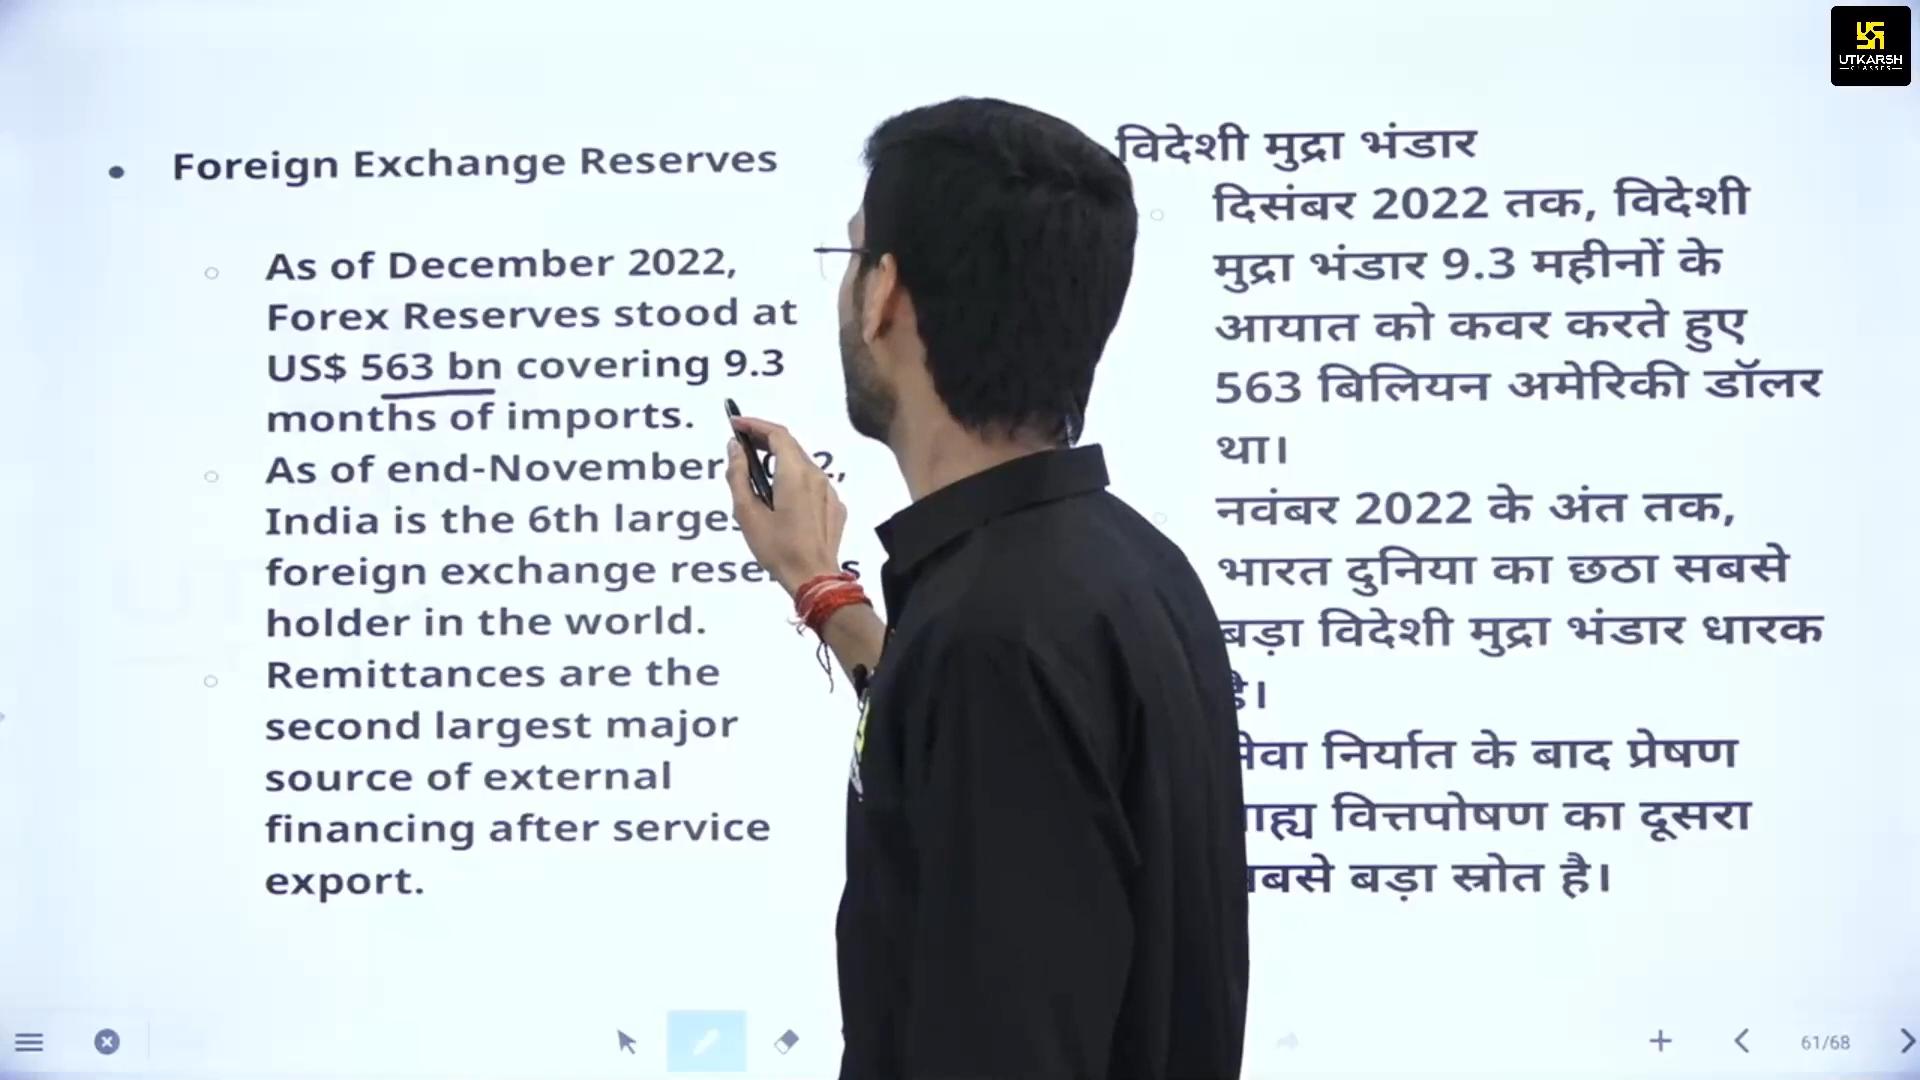 UTKARSH
CLASSES
Foreign Exchange Reserves
As of December 2022,
Forex Reserves stood at
US$ 563 bn covering 9.3
months of imports.
As of end-November
India is the 6th
foreign exchange
holder in the world.
Remittances are the
second largest major
source of external
financing after service
export.
विदेशी मुद्रा भंडार
दिसंबर 2022 तक, विदेशी
मुद्रा भंडार 9.3 महीनों के
आयात को कवर करते हुए
563 बिलियन अमेरिकी डॉलर
था।
नवंबर 2022 के अंत तक,
भारत दुनिया का छठा सबसे
बड़ा विदेशी मुद्रा भंडार धारक
है।
निर्यात के बाद प्रेषण
वित्तपोषण का दूसरा
बड़ा स्रोत है।
61/68